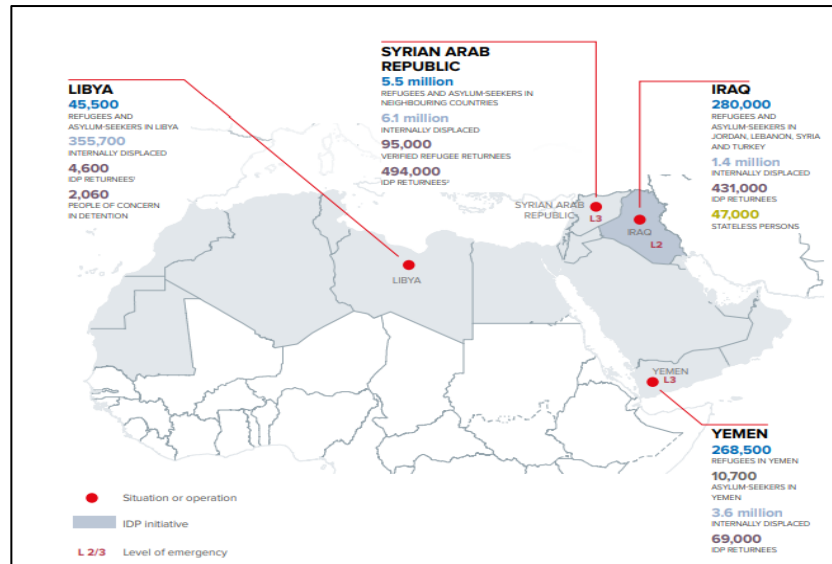 LIBYA
45,500
REFUGEES AND
ASYLUM-SEEKERS IN LIBYA
355,700
INTERNALLY DISPLACED
4,600
IDP RETURNEES¹
2,060
PEOPLE OF CONCERN
IN DETENTION
SYRIAN ARAB
REPUBLIC
5.5 million
REFUGEES AND ASYLUM-SEEKERS IN
NEIGHBOURING COUNTRIES
6.1 million
INTERNALLY DISPLACED
95,000
VERIFIED REFUGEE RETURNEES
494,000
IDP RETURNEES²
IRAQ
280,000
REFUGEES AND
ASYLUM-SEEKERS IN
JORDAN, LEBANON, SYRIA
AND TURKEY
1.4 million
INTERNALLY DISPLACED
431,000
IDP RETURNEES
47,000
STATELESS PERSONS
SYRIAN ARAB
REPUBLIC
L3
IRAQ
L2
LIBYA
YEMEN
L3
YEMEN
268,500
REFUGEES IN YEMEN
10,700
ASYLUM-SEEKERS IN
YEMEN
3.6 million
INTERNALLY DISPLACED
69,000
IDP RETURNEES
Situation or operation
IDP initiative
L 2/3 Level of emergency